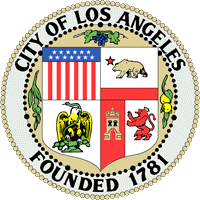 CITY OF LOS ANGELES
FOUNDED 1781